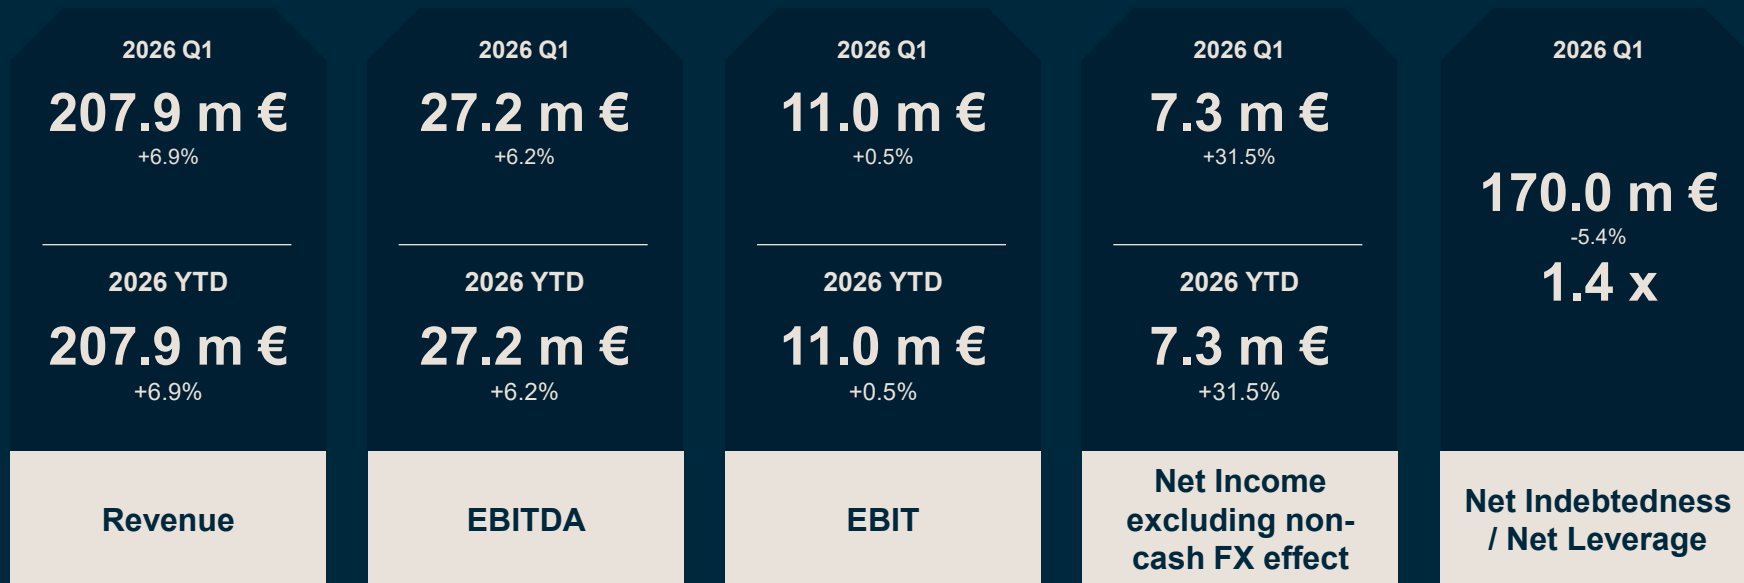 2026 Q1
207.9 m €
+6.9%
2026 YTD
207.9 m €
+6.9%
Revenue
2026 Q1
27.2 m €
+6.2%
2026 YTD
27.2 m €
+6.2%
EBITDA
2026 Q1
11.0 m €
+0.5%
2026 YTD
11.0 m €
+0.5%
EBIT
2026 Q1
7.3 m €
+31.5%
2026 YTD
7.3 m €
+31.5%
Net Income
excluding non-
cash FX effect
2026 Q1
170.0 m €
-5.4%
1.4 x
Net Indebtedness
/ Net Leverage